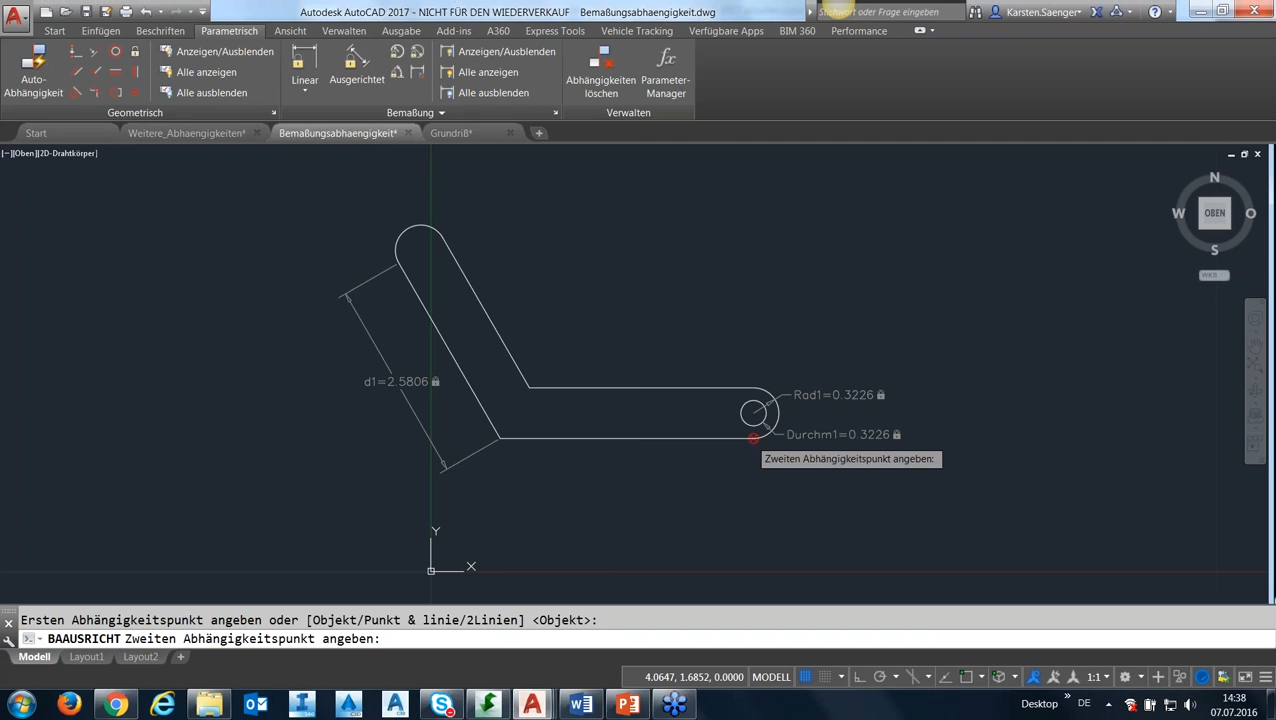 Autodesk AutoCAD 2017 - NICHT FÜR DEN WIEDERVERKAUF Bemaßungsabhaengigkeit.dwg
Stichwort oder Frage eingeben
Karsten.Saenger
Start Einfügen Beschriften Parametrisch Ansicht Verwalten Ausgabe Add-ins A360 Express Tools Vehicle Tracking Verfügbare Apps BIM 360 Performance
Auto-
Abhängigkeit
Anzeigen/Ausblenden
Alle anzeigen
Alle ausblenden
Geometrisch
Linear
Ausgerichtet
Anzeigen/Ausblenden
Alle anzeigen
Alle ausblenden
Bemaßung
Abhängigkeiten
löschen
Parameter-
Manager
Verwalten
Start Weitere_Abhaengigkeiten* Bemaßungsabhaengigkeit* Grundriß*
[−][Oben][2D-Drahtkörper]
N
W OBEN O
S
WKS
d1=2.5806
Rad1=0.3226
Durchm1=0.3226
Zweiten Abhängigkeitspunkt angeben:
Y
X
Ersten Abhängigkeitspunkt angeben oder [Objekt/Punkt & linie/2Linien] <Objekt>:
BAAUSRICHT Zweiten Abhängigkeitspunkt angeben:
Modell Layout1 Layout2
4.0647, 1.6852, 0.0000 MODELL 1:1
Desktop DE 14:38
07.07.2016